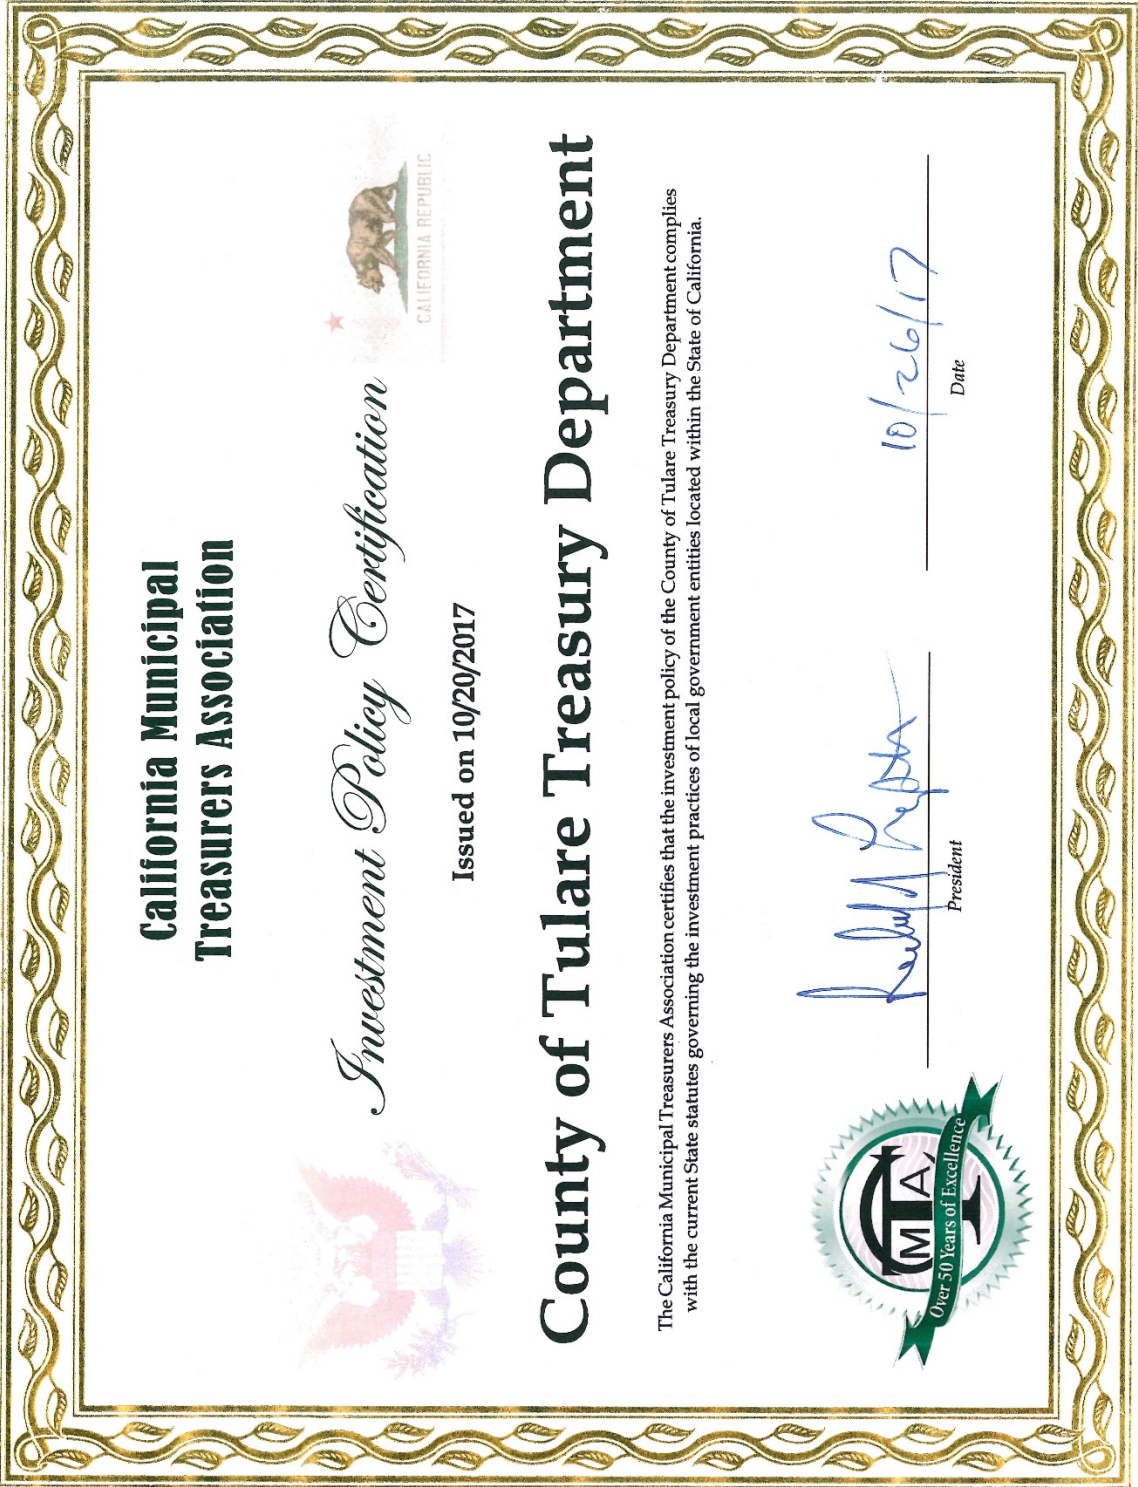 California Municipal
Treasurers Association
Investment Policy Certification
CALIFORNIA REPUBLIC
Issued on 10/20/2017
County of Tulare Treasury Department
The California Municipal Treasurers Association certifies that the investment policy of the County of Tulare Treasury Department complies
with the current State statutes governing the investment practices of local government entities located within the State of California.
10/26/17
President
Date
CMTA
Over 50 Years of Excellence